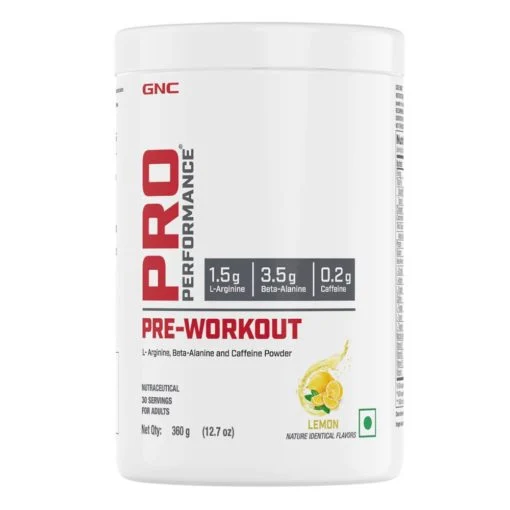 GNC
PRO
PERFORMANCE®
1.5g L-Arginine
3.5g Beta-Alanine
0.2g Caffeine
PRE-WORKOUT
L- Arginine, Beta-Alanine and Caffeine Powder
NUTRACEUTICAL
30 SERVINGS
FOR ADULTS
Net Qty: 360 g (12.7 oz)
LEMON
NATURE IDENTICAL FLAVORS